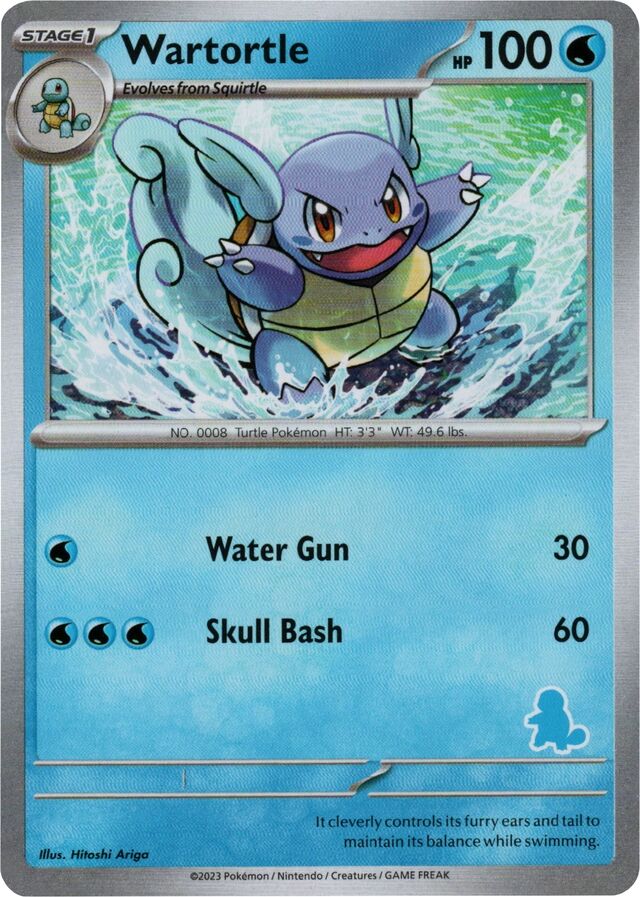 STAGE1
Wartortle
HP 100
Evolves from Squirtle
NO. 0008 Turtle Pokémon HT: 3'3" WT: 49.6 lbs.
Water Gun 30
Skull Bash 60
It cleverly controls its furry ears and tail to
maintain its balance while swimming.
Illus. Hitoshi Ariga
©2023 Pokémon / Nintendo / Creatures / GAME FREAK